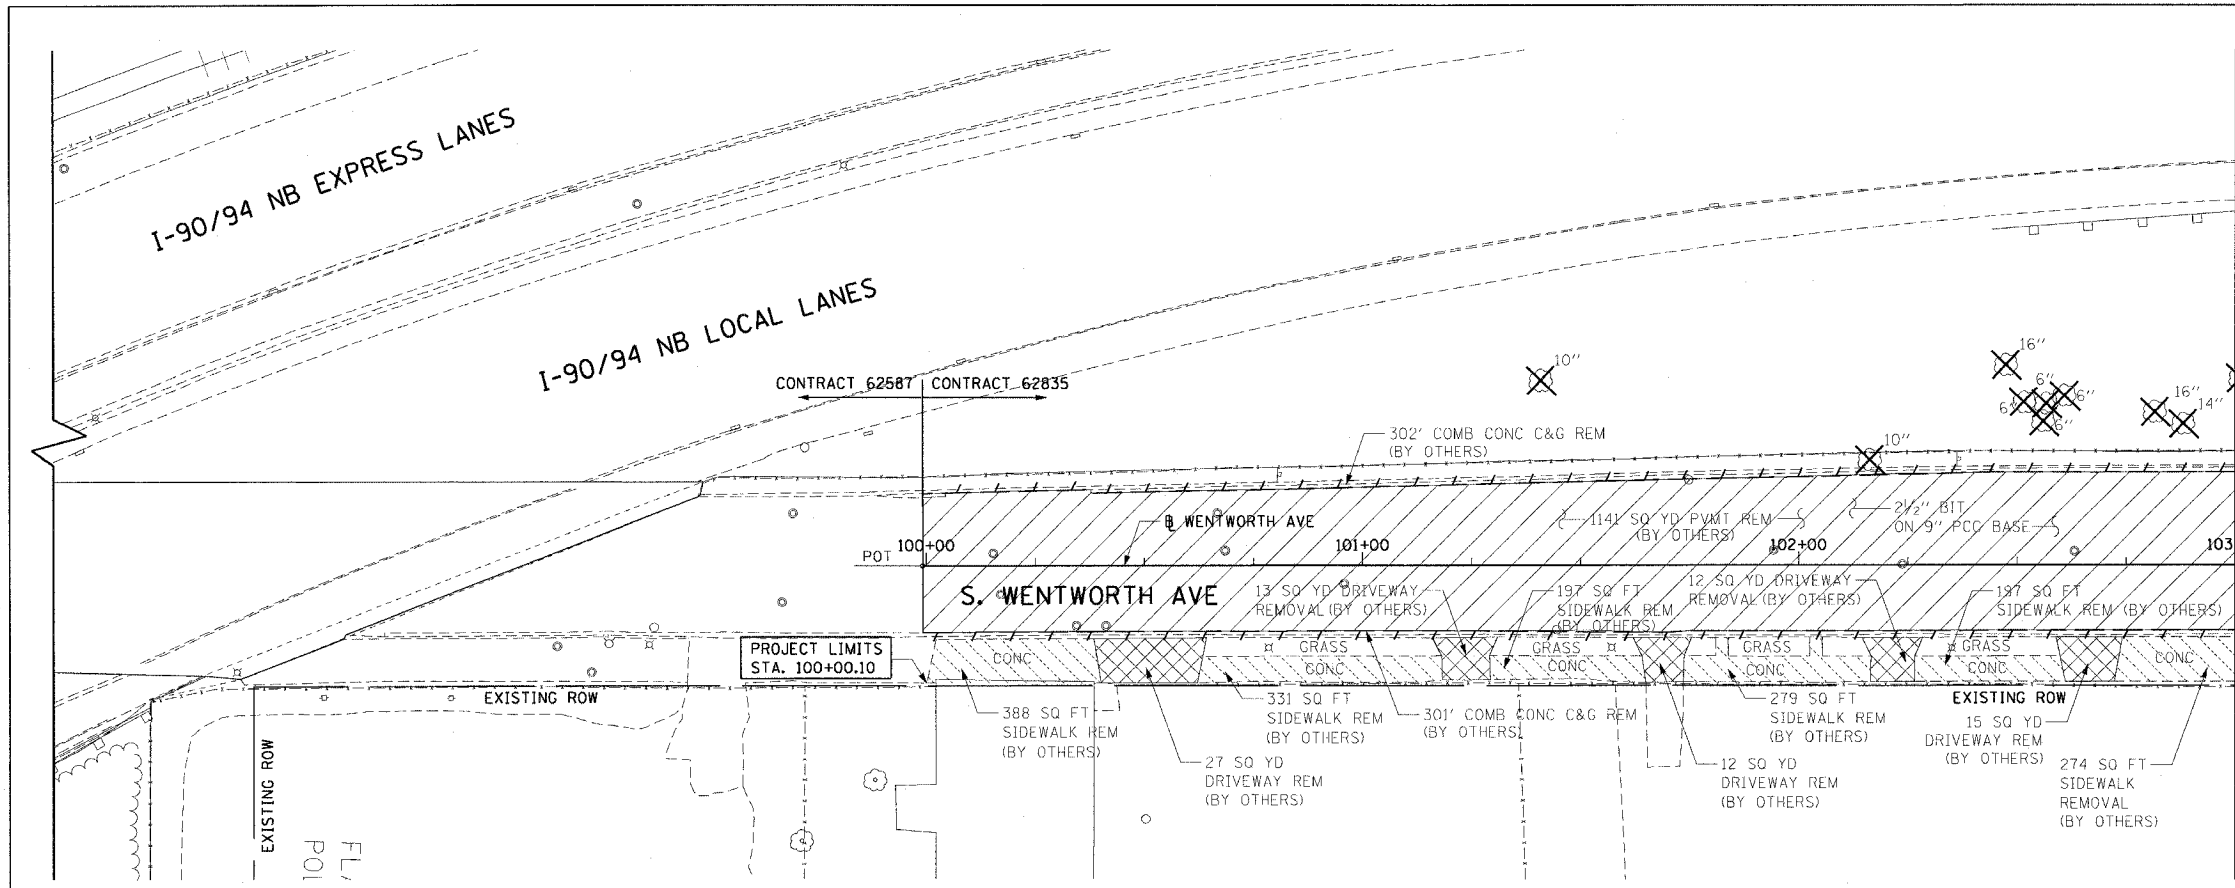 I-90/94 NB EXPRESS LANES
I-90/94 NB LOCAL LANES
CONTRACT 62587
CONTRACT 62835
10"
16"
6"
6"
6"
6"
16"
14"
10"
302' COMB CONC C&G REM
(BY OTHERS)
℄ WENTWORTH AVE
1141 SQ YD PVMT REM
(BY OTHERS)
2½" BIT
ON 9" PCC BASE
POT
100+00
101+00
102+00
103
S. WENTWORTH AVE
13 SQ YD DRIVEWAY
REMOVAL (BY OTHERS)
197 SQ FT
SIDEWALK REM
(BY OTHERS)
12 SQ YD DRIVEWAY
REMOVAL (BY OTHERS)
197 SQ FT
SIDEWALK REM (BY OTHERS)
PROJECT LIMITS
STA. 100+00.10
CONC
GRASS
CONC
GRASS
CONC
GRASS
CONC
GRASS
CONC
CONC
EXISTING ROW
EXISTING ROW
388 SQ FT
SIDEWALK REM
(BY OTHERS)
331 SQ FT
SIDEWALK REM
(BY OTHERS)
301' COMB CONC C&G REM
(BY OTHERS)
279 SQ FT
SIDEWALK REM
(BY OTHERS)
15 SQ YD
DRIVEWAY REM
(BY OTHERS)
27 SQ YD
DRIVEWAY REM
(BY OTHERS)
12 SQ YD
DRIVEWAY REM
(BY OTHERS)
274 SQ FT
SIDEWALK
REMOVAL
(BY OTHERS)
EXISTING ROW